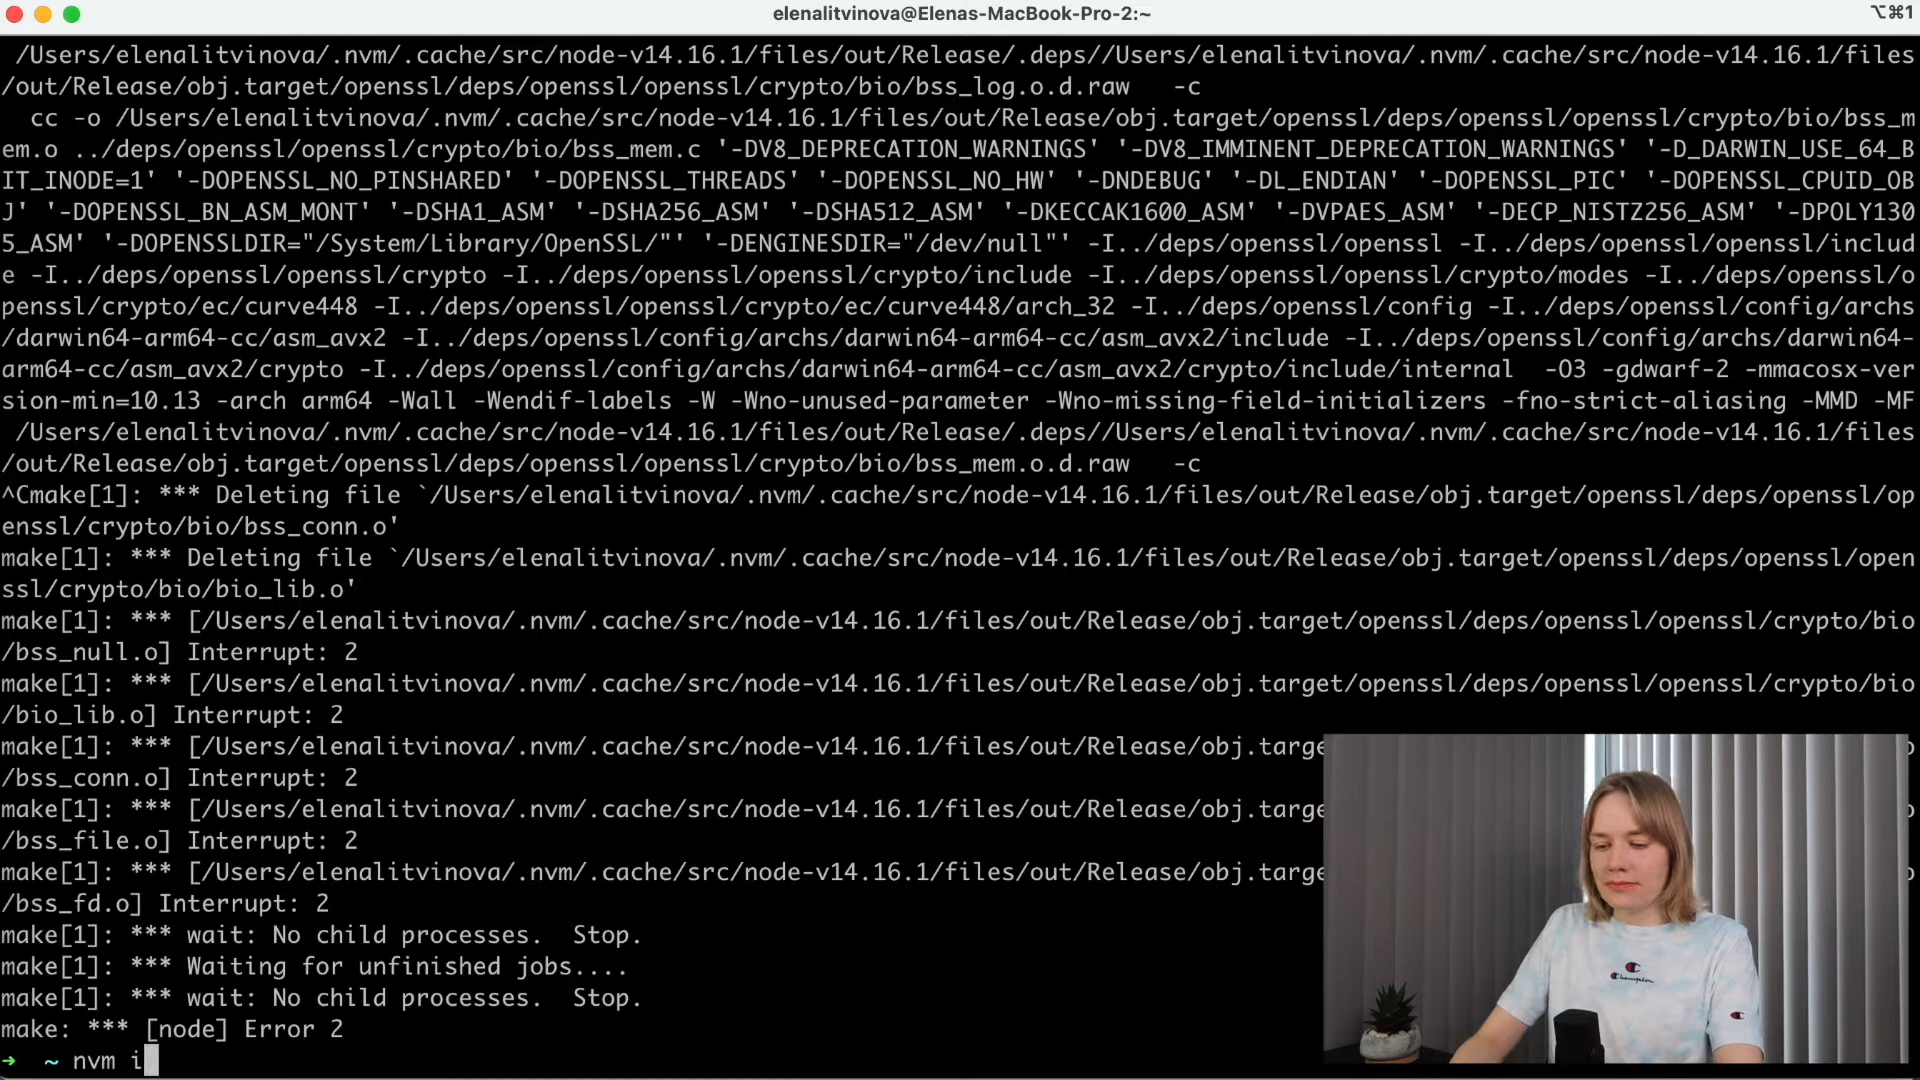 elenalitvinova@Elenas-MacBook-Pro-2:~
⌥⌘1
/Users/elenalitvinova/.nvm/.cache/src/node-v14.16.1/files/out/Release/.deps//Users/elenalitvinova/.nvm/.cache/src/node-v14.16.1/files
/out/Release/obj.target/openssl/deps/openssl/openssl/crypto/bio/bss_log.o.d.raw   -c
  cc -o /Users/elenalitvinova/.nvm/.cache/src/node-v14.16.1/files/out/Release/obj.target/openssl/deps/openssl/openssl/crypto/bio/bss_m
em.o ../deps/openssl/openssl/crypto/bio/bss_mem.c '-DV8_DEPRECATION_WARNINGS' '-DV8_IMMINENT_DEPRECATION_WARNINGS' '-D_DARWIN_USE_64_B
IT_INODE=1' '-DOPENSSL_NO_PINSHARED' '-DOPENSSL_THREADS' '-DOPENSSL_NO_HW' '-DNDEBUG' '-DL_ENDIAN' '-DOPENSSL_PIC' '-DOPENSSL_CPUID_OB
J' '-DOPENSSL_BN_ASM_MONT' '-DSHA1_ASM' '-DSHA256_ASM' '-DSHA512_ASM' '-DKECCAK1600_ASM' '-DVPAES_ASM' '-DECP_NISTZ256_ASM' '-DPOLY130
5_ASM' '-DOPENSSLDIR="/System/Library/OpenSSL/"' '-DENGINESDIR="/dev/null"' -I../deps/openssl/openssl -I../deps/openssl/openssl/includ
e -I../deps/openssl/openssl/crypto -I../deps/openssl/openssl/crypto/include -I../deps/openssl/openssl/crypto/modes -I../deps/openssl/o
penssl/crypto/ec/curve448 -I../deps/openssl/openssl/crypto/ec/curve448/arch_32 -I../deps/openssl/config -I../deps/openssl/config/archs
/darwin64-arm64-cc/asm_avx2 -I../deps/openssl/config/archs/darwin64-arm64-cc/asm_avx2/include -I../deps/openssl/config/archs/darwin64-
arm64-cc/asm_avx2/crypto -I../deps/openssl/config/archs/darwin64-arm64-cc/asm_avx2/crypto/include/internal  -O3 -gdwarf-2 -mmacosx-ver
sion-min=10.13 -arch arm64 -Wall -Wendif-labels -W -Wno-unused-parameter -Wno-missing-field-initializers -fno-strict-aliasing -MMD -MF
 /Users/elenalitvinova/.nvm/.cache/src/node-v14.16.1/files/out/Release/.deps//Users/elenalitvinova/.nvm/.cache/src/node-v14.16.1/files
/out/Release/obj.target/openssl/deps/openssl/openssl/crypto/bio/bss_mem.o.d.raw   -c
^Cmake[1]: *** Deleting file `/Users/elenalitvinova/.nvm/.cache/src/node-v14.16.1/files/out/Release/obj.target/openssl/deps/openssl/op
enssl/crypto/bio/bss_conn.o'
make[1]: *** Deleting file `/Users/elenalitvinova/.nvm/.cache/src/node-v14.16.1/files/out/Release/obj.target/openssl/deps/openssl/open
ssl/crypto/bio/bio_lib.o'
make[1]: *** [/Users/elenalitvinova/.nvm/.cache/src/node-v14.16.1/files/out/Release/obj.target/openssl/deps/openssl/openssl/crypto/bio
/bss_null.o] Interrupt: 2
make[1]: *** [/Users/elenalitvinova/.nvm/.cache/src/node-v14.16.1/files/out/Release/obj.target/openssl/deps/openssl/openssl/crypto/bio
/bio_lib.o] Interrupt: 2
make[1]: *** [/Users/elenalitvinova/.nvm/.cache/src/node-v14.16.1/files/out/Release/obj.targe
/bss_conn.o] Interrupt: 2
make[1]: *** [/Users/elenalitvinova/.nvm/.cache/src/node-v14.16.1/files/out/Release/obj.targe
/bss_file.o] Interrupt: 2
make[1]: *** [/Users/elenalitvinova/.nvm/.cache/src/node-v14.16.1/files/out/Release/obj.targe
/bss_fd.o] Interrupt: 2
make[1]: *** wait: No child processes.  Stop.
make[1]: *** Waiting for unfinished jobs....
make[1]: *** wait: No child processes.  Stop.
make: *** [node] Error 2
➜  ~ nvm i
Champion